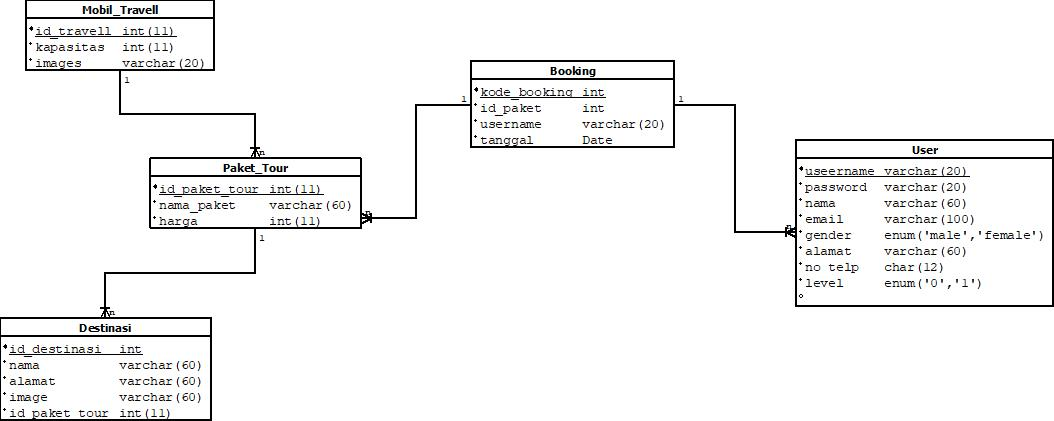 Mobil_Travell
id_travell int(11)
kapasitas int(11)
images varchar(20)
1
n
Paket_Tour
id_paket_tour int(11)
nama_paket varchar(60)
harga int(11)
1
n
n
Destinasi
id_destinasi int
nama varchar(60)
alamat varchar(60)
image varchar(60)
id_paket_tour int(11)
Booking
kode_booking int
id_paket int
username varchar(20)
tanggal Date
1
1
n
User
useername varchar(20)
password varchar(20)
nama varchar(60)
email varchar(100)
gender enum('male','female')
alamat varchar(60)
no_telp char(12)
level enum('0','1')